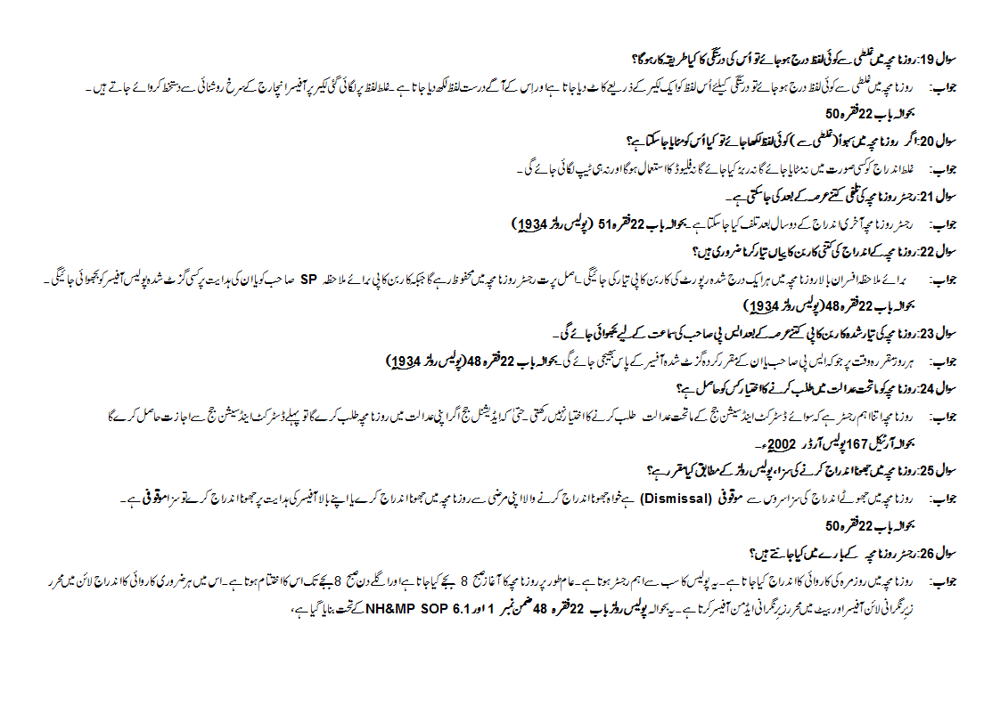 سوال 19: روزنامچہ میں غلطی سے کوئی لفظ درج ہو جائے تو اُس کی درستگی کا کیا طریقہ کار ہو گا؟
جواب: روزنامچہ میں غلطی سے کوئی لفظ درج ہو جائے تو درستگی کیلئے اُس لفظ کو ایک لکیر کے ذریعے کاٹ دیا جاتا ہے اور اس کے آگے درست لفظ لکھ دیا جاتا ہے ۔ غلط لفظ پر لگائی گئی لکیر پر آفیسر انچارج کے سرخ روشنائی سے دستخط کروائے جاتے ہیں ۔
بحوالہ باب 22 فقرہ 50
سوال 20: اگر روزنامچہ میں سہواً (غلطی سے ) کوئی لفظ لکھا جائے تو کیا اُس کو مٹایا جا سکتا ہے؟
جواب: غلط اندراج کو کسی صورت میں نہ مٹایا جائے گا نہ ربڑ کیا جائے گا نہ فلیوڈ کا استعمال ہو گا اور نہ ہی ٹیپ لگائی جائے گی ۔
سوال 21: رجسٹر روزنامچہ کی تلفی کتنے عرصہ کے بعد کی جا سکتی ہے ۔
جواب: رجسٹر روزنامچہ آخری اندراج کے دو سال بعد تلف کیا جا سکتا ہے ۔ بحوالہ باب 22 فقرہ 51 (پولیس رولز 1934)
سوال 22: روزنامچہ کے اندراج کی کتنی کاربن کاپیاں تیار کرنا ضروری ہیں؟
جواب: برائے ملاحظہ افسران بالا روزنامچہ میں ہر ایک درج شدہ رپورٹ کی کاربن کاپی تیار کی جائیگی ۔ اصل پرت رجسٹر روزنامچہ میں محفوظ رہے گا جبکہ کاربن کاپی برائے ملاحظہ SP صاحب کو یا ان کی ہدایت پر کسی گزٹ شدہ پولیس آفیسر کو بھجوائی جائیگی ۔
بحوالہ باب 22 فقرہ 48 (پولیس رولز 1934)
سوال 23: روزنامچہ کی تیار شدہ کاربن کاپی کتنے عرصہ کے بعد ایس پی صاحب کی سماعت کے لیے بھجوائی جائے گی ۔
جواب: ہر روز مقررہ وقت پر جو کہ ایس پی صاحب یا ان کے مقرر کردہ گزٹ شدہ آفیسر کے پاس بھیجی جائے گی ۔ بحوالہ باب 22 فقرہ 48 (پولیس رولز 1934)
سوال 24: روزنامچہ کو ماتحت عدالت میں طلب کرنے کا اختیار کس کو حاصل ہے؟
جواب: روزنامچہ اتنا اہم رجسٹر ہے کہ سوائے ڈسٹرکٹ اینڈ سیشن جج کے ماتحت عدالت طلب کرنے کا اختیار نہیں رکھتی ۔ حتیٰ کہ ایڈیشنل جج اگر اپنی عدالت میں روزنامچہ طلب کرے گا تو پہلے ڈسٹرکٹ اینڈ سیشن جج سے اجازت حاصل کرے گا
بحوالہ آرٹیکل 167 پولیس آرڈر 2002ء ۔
سوال 25: روزنامچہ میں جھوٹا اندراج کرنے کی سزا، پولیس رولز کے مطابق کیا مقرر ہے؟
جواب: روزنامچہ میں جھوٹے اندراج کی سزا سروس سے موقوفی (Dismissal) ہے خواہ جھوٹا اندراج کرنے والا اپنی مرضی سے روزنامچہ میں جھوٹا اندراج کرے یا اپنے بالا آفیسر کی ہدایت پر جھوٹا اندراج کرے تو سزا موقوفی ہے ۔
بحوالہ باب 22 فقرہ 50
سوال 26: رجسٹر روزنامچہ کے بارے میں کیا جانتے ہیں؟
جواب: روزنامچہ میں روزمرہ کی کاروائی کا اندراج کیا جاتا ہے ۔ یہ پولیس کا سب سے اہم رجسٹر ہوتا ہے ۔ عام طور پر روزنامچہ کا آغاز صبح 8 بجے کیا جاتا ہے اور اگلے دن صبح 8 بجے تک اس کا اختتام ہوتا ہے ۔ اس میں ہر ضروری کاروائی کا اندراج لائن میں محرر
زیرِ نگرانی لائن آفیسر اور بیٹ میں محرر زیرِ نگرانی ایڈمن آفیسر کرتا ہے ۔ یہ بحوالہ پولیس رولز باب 22 فقرہ 48 ضمن نمبر 1 اور NH&MP SOP 6.1 کے تحت بنایا گیا ہے،